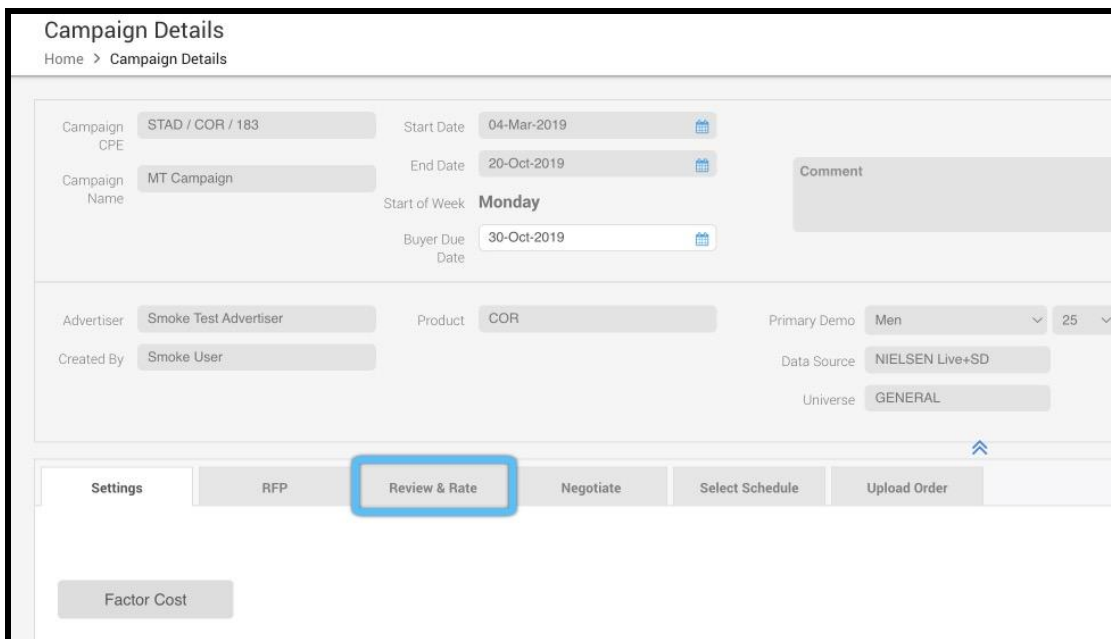 Campaign Details
Home > Campaign Details
Campaign CPE
STAD / COR / 183
Campaign Name
MT Campaign
Start Date
04-Mar-2019
End Date
20-Oct-2019
Start of Week
Monday
Buyer Due Date
30-Oct-2019
Comment
Advertiser
Smoke Test Advertiser
Created By
Smoke User
Product
COR
Primary Demo
Men
25
Data Source
NIELSEN Live+SD
Universe
GENERAL
Settings
RFP
Review & Rate
Negotiate
Select Schedule
Upload Order
Factor Cost